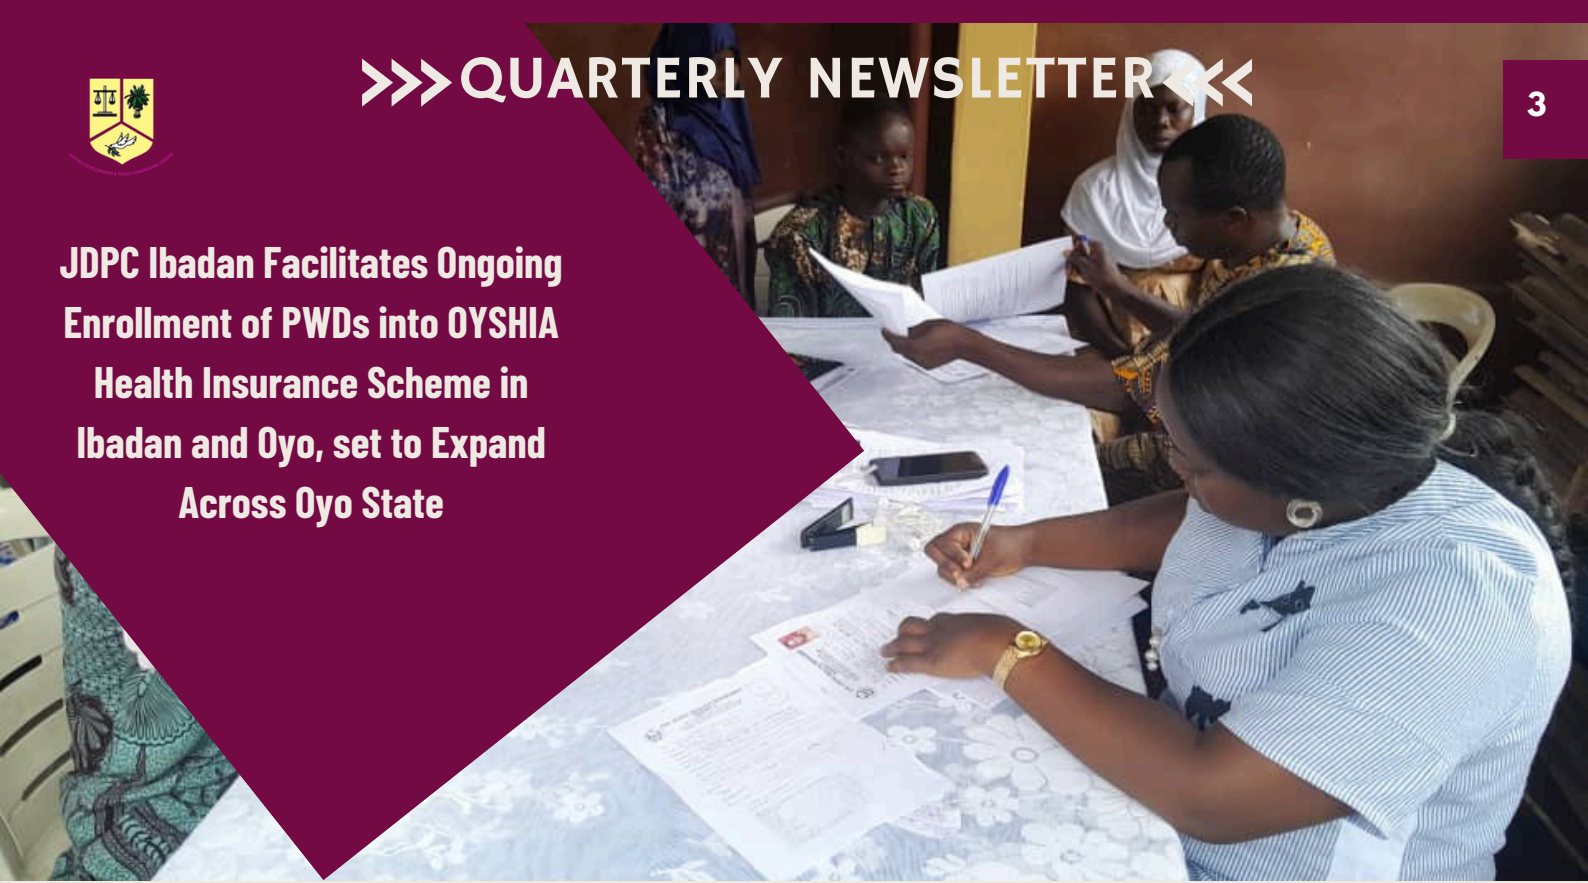 >>>QUARTERLY NEWSLETTER<<<
3
JDPC Ibadan Facilitates Ongoing
Enrollment of PWDs into OYSHIA
Health Insurance Scheme in
Ibadan and Oyo, set to Expand
Across Oyo State